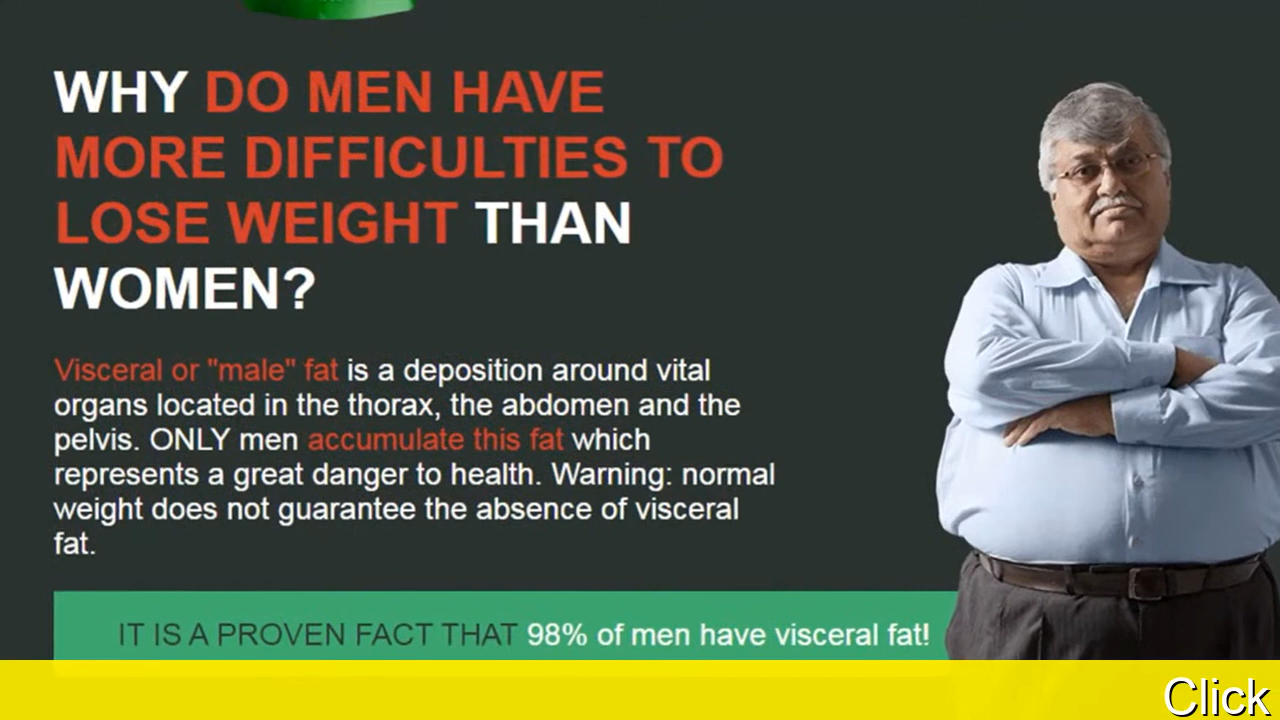 WHY DO MEN HAVE
MORE DIFFICULTIES TO
LOSE WEIGHT THAN
WOMEN?
Visceral or "male" fat is a deposition around vital
organs located in the thorax, the abdomen and the
pelvis. ONLY men accumulate this fat which
represents a great danger to health. Warning: normal
weight does not guarantee the absence of visceral
fat.
IT IS A PROVEN FACT THAT 98% of men have visceral fat!
Click